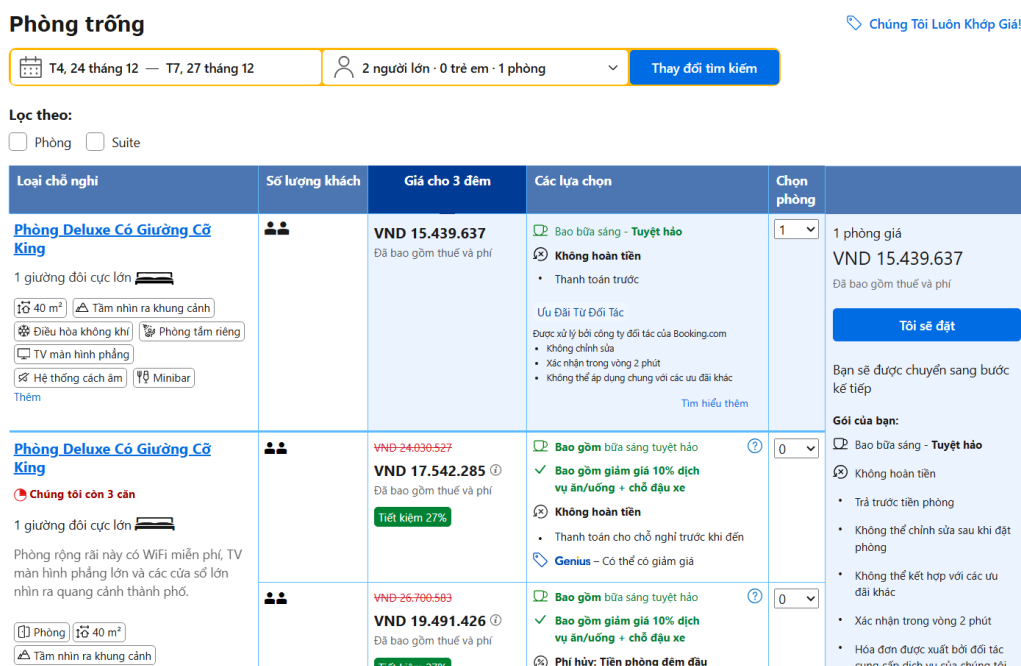 Phòng trống
Chúng Tôi Luôn Khớp Giá!
T4, 24 tháng 12 — T7, 27 tháng 12
2 người lớn · 0 trẻ em · 1 phòng
Thay đổi tìm kiếm
Lọc theo:
Phòng
Suite
Loại chỗ nghỉ
Số lượng khách
Giá cho 3 đêm
Các lựa chọn
Chọn
phòng
Phòng Deluxe Có Giường Cỡ
King
1 giường đôi cực lớn
40 m²
Tầm nhìn ra khung cảnh
Điều hòa không khí
Phòng tắm riêng
TV màn hình phẳng
Hệ thống cách âm
Minibar
Thêm
VND 15.439.637
Đã bao gồm thuế và phí
Bao bữa sáng - Tuyệt hảo
Không hoàn tiền
• Thanh toán trước
Ưu Đãi Từ Đối Tác
Được xử lý bởi công ty đối tác của Booking.com
• Không chỉnh sửa
• Xác nhận trong vòng 2 phút
• Không thể áp dụng chung với các ưu đãi khác
Tìm hiểu thêm
1
1 phòng giá
VND 15.439.637
Đã bao gồm thuế và phí
Tôi sẽ đặt
Bạn sẽ được chuyển sang bước
kế tiếp
Gói của bạn:
Bao bữa sáng - Tuyệt hảo
Không hoàn tiền
• Trả trước tiền phòng
• Không thể chỉnh sửa sau khi đặt
phòng
• Không thể kết hợp với các ưu
đãi khác
• Xác nhận trong vòng 2 phút
• Hóa đơn được xuất bởi đối tác
Phòng Deluxe Có Giường Cỡ
King
Chúng tôi còn 3 căn
1 giường đôi cực lớn
Phòng rộng rãi này có WiFi miễn phí, TV
màn hình phẳng lớn và các cửa sổ lớn
nhìn ra quang cảnh thành phố.
Phòng
40 m²
Tầm nhìn ra khung cảnh
VND 24.030.527
VND 17.542.285
Đã bao gồm thuế và phí
Tiết kiệm 27%
Bao gồm bữa sáng tuyệt hảo
Bao gồm giảm giá 10% dịch
vụ ăn/uống + chỗ đậu xe
Không hoàn tiền
• Thanh toán cho chỗ nghỉ trước khi đến
Genius – Có thể có giảm giá
0
VND 26.700.583
VND 19.491.426
Đã bao gồm thuế và phí
Tiết kiệm 27%
Bao gồm bữa sáng tuyệt hảo
Bao gồm giảm giá 10% dịch
vụ ăn/uống + chỗ đậu xe
Phí hủy: Tiền phòng đêm đầu
0